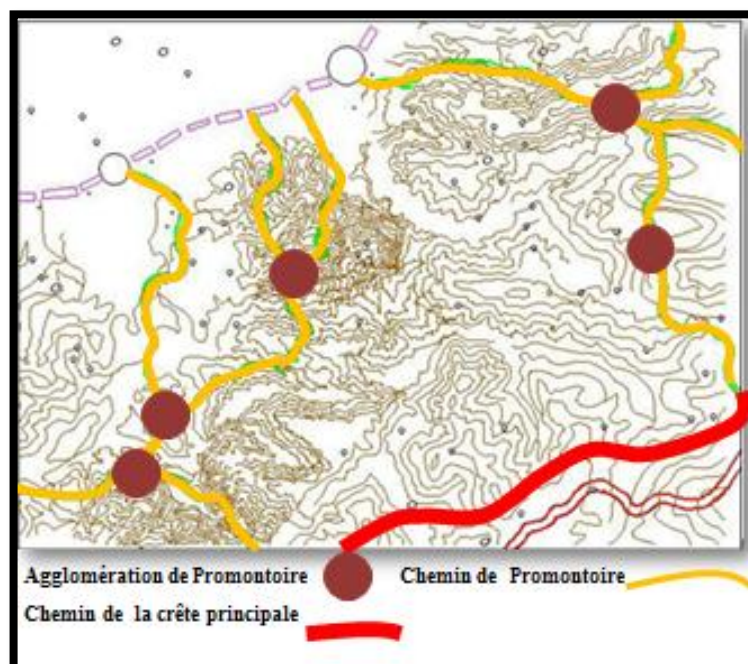 Agglomération de Promontoire
Chemin de Promontoire
Chemin de la crête principale